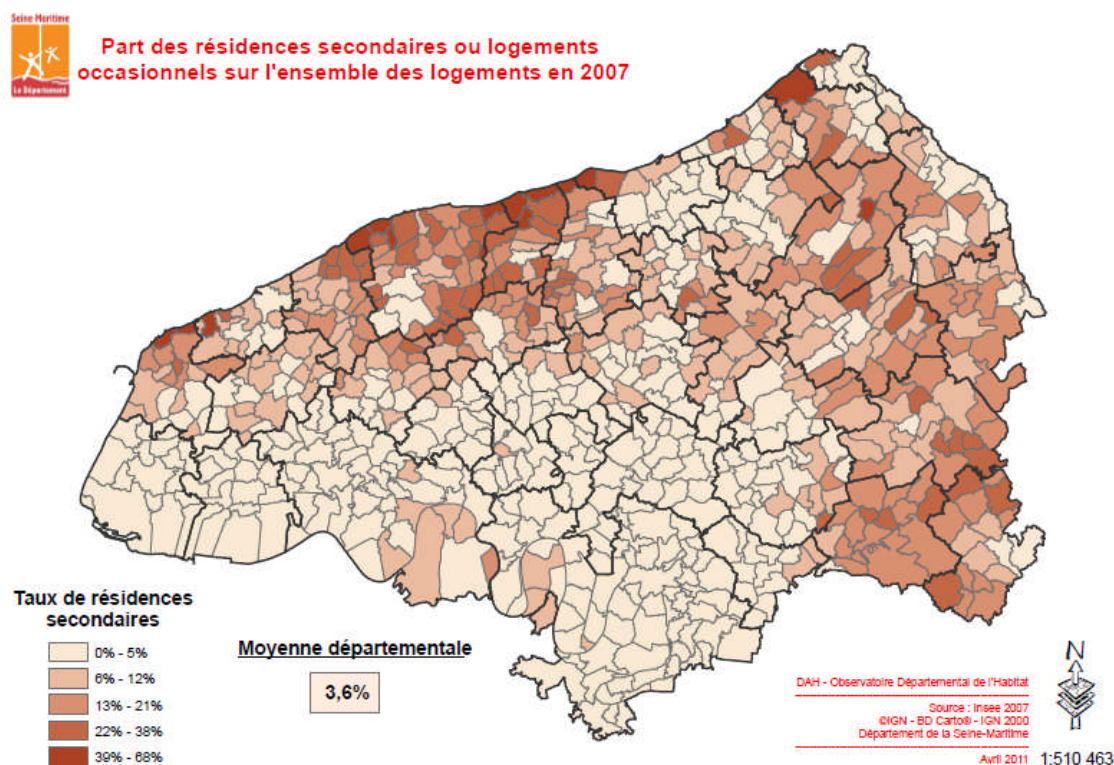 Seine-Maritime
Le Département
Part des résidences secondaires ou logements
occasionnels sur l'ensemble des logements en 2007
Taux de résidences
secondaires
0% - 5%
6% - 12%
13% - 21%
22% - 38%
39% - 68%
Moyenne départementale
3,6%
N
DAH - Observatoire Départemental de l'Habitat
Source : Insee 2007
©IGN - BD Carto® - IGN 2000
Département de la Seine-Maritime
Avril 2011
1:510 463